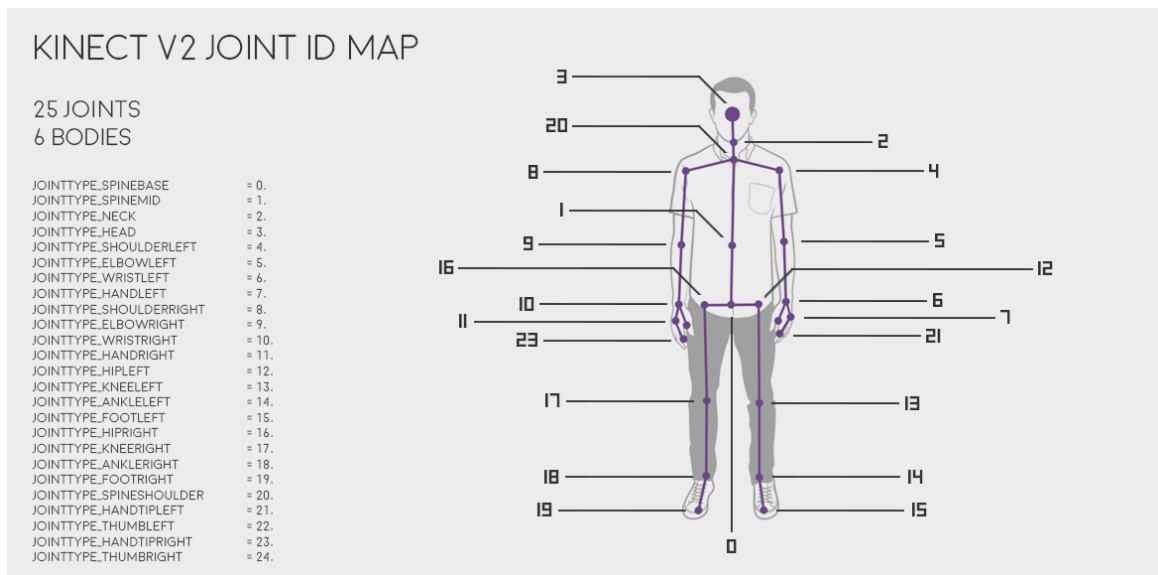 KINECT V2 JOINT ID MAP
25 JOINTS
6 BODIES
JOINTTYPE_SPINEBASE = 0.
JOINTTYPE_SPINEMID = 1.
JOINTTYPE_NECK = 2.
JOINTTYPE_HEAD = 3.
JOINTTYPE_SHOULDERLEFT = 4.
JOINTTYPE_ELBOWLEFT = 5.
JOINTTYPE_WRISTLEFT = 6.
JOINTTYPE_HANDLEFT = 7.
JOINTTYPE_SHOULDERRIGHT = 8.
JOINTTYPE_ELBOWRIGHT = 9.
JOINTTYPE_WRISTRIGHT = 10.
JOINTTYPE_HANDRIGHT = 11.
JOINTTYPE_HIPLEFT = 12.
JOINTTYPE_KNEELEFT = 13.
JOINTTYPE_ANKLELEFT = 14.
JOINTTYPE_FOOTLEFT = 15.
JOINTTYPE_HIPRIGHT = 16.
JOINTTYPE_KNEERIGHT = 17.
JOINTTYPE_ANKLERIGHT = 18.
JOINTTYPE_FOOTRIGHT = 19.
JOINTTYPE_SPINESHOULDER = 20.
JOINTTYPE_HANDTIPLEFT = 21.
JOINTTYPE_THUMBLEFT = 22.
JOINTTYPE_HANDTIPRIGHT = 23.
JOINTTYPE_THUMBRIGHT = 24.
3
20
2
8
4
1
9
5
16
12
10
6
11
7
23
21
17
13
18
14
19
15
0